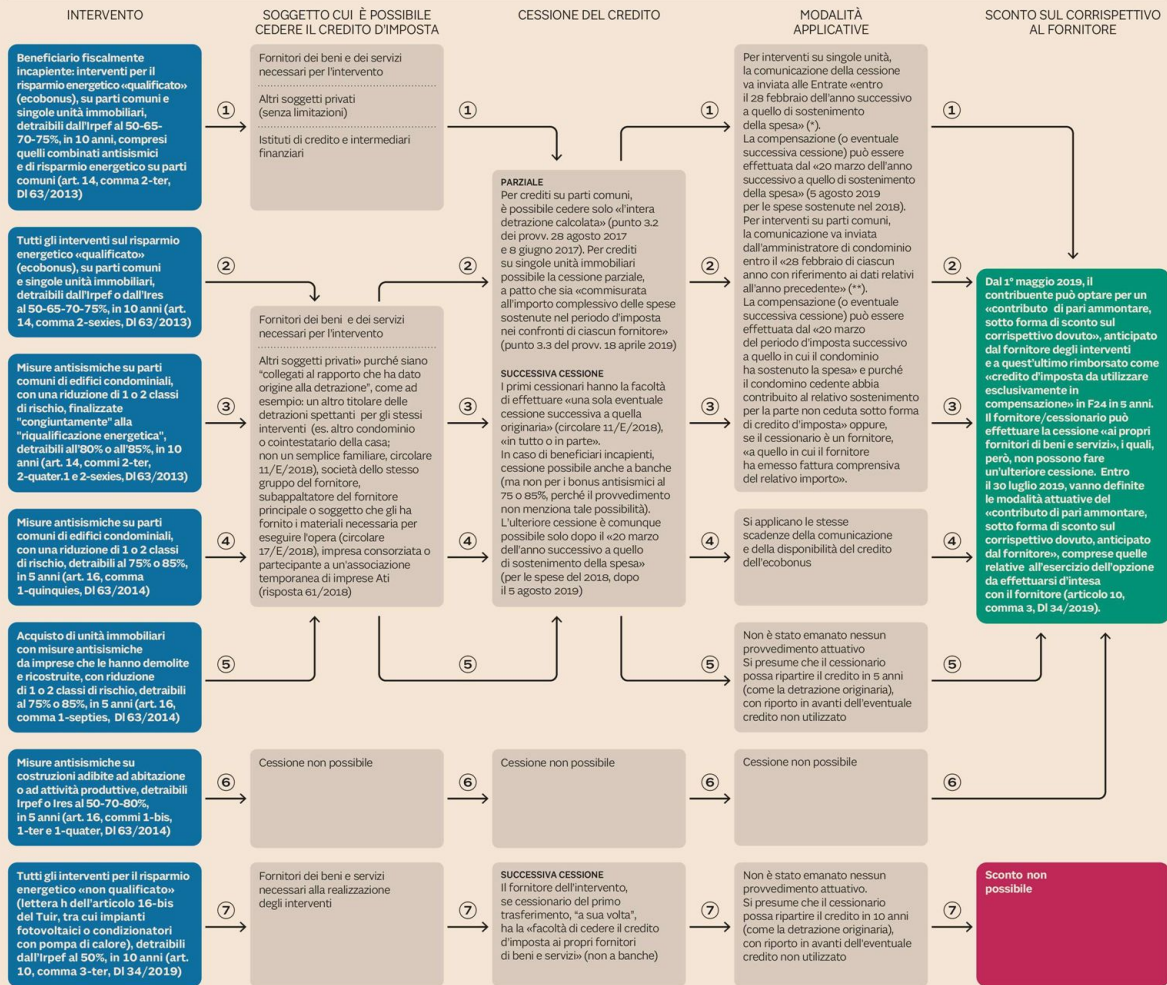 INTERVENTO
SOGGETTO CUI È POSSIBILE
CEDERE IL CREDITO D'IMPOSTA
CESSIONE DEL CREDITO
MODALITÀ
APPLICATIVE
SCONTO SUL CORRISPETTIVO
AL FORNITORE
Beneficiario fiscalmente
incapiente: interventi per il
risparmio energetico «qualificato»
(ecobonus), su parti comuni e
singole unità immobiliari,
detraibili dall'Irpef al 50-65-
70-75%, in 10 anni, compresi
quelli combinati antisismici
e di risparmio energetico su parti
comuni (art. 14, comma 2-ter,
Dl 63/2013)
1
Fornitori dei beni e dei servizi
necessari per l'intervento
Altri soggetti privati
(senza limitazioni)
Istituti di credito e intermediari
finanziari
1
1
1
Tutti gli interventi sul risparmio
energetico «qualificato»
(ecobonus), su parti comuni
e singole unità immobiliari,
detraibili dall'Irpef o dall'Ires
al 50-65-70-75%, in 10 anni (art.
14, comma 2-sexies, Dl 63/2013)
2
2
2
2
Misure antisismiche su parti
comuni di edifici condominiali,
con una riduzione di 1 o 2 classi
di rischio, finalizzate
"congiuntamente" alla
"riqualificazione energetica",
detraibili all'80% o all'85%, in 10
anni (art. 14, commi 2-ter,
2-quater.1 e 2-sexies, Dl 63/2013)
3
3
3
3
Misure antisismiche su parti
comuni di edifici condominiali,
con una riduzione di 1 o 2 classi
di rischio, detraibili al 75% o 85%,
in 5 anni (art. 16, comma
1-quinquies, Dl 63/2014)
4
Fornitori dei beni e dei servizi
necessari per l'intervento
Altri soggetti privati» purché siano
"collegati al rapporto che ha dato
origine alla detrazione", come ad
esempio: un altro titolare delle
detrazioni spettanti per gli stessi
interventi (es. altro condominio
o cointestatario della casa;
non un semplice familiare, circolare
11/E/2018), società dello stesso
gruppo del fornitore,
subappaltatore del fornitore
principale o soggetto che gli ha
fornito i materiali necessaria per
eseguire l'opera (circolare
17/E/2018), impresa consorziata o
partecipante a un'associazione
temporanea di imprese Ati
(risposta 61/2018)
4
PARZIALE
Per crediti su parti comuni,
è possibile cedere solo «l'intera
detrazione calcolata» (punto 3.2
dei provv. 28 agosto 2017
e 8 giugno 2017). Per crediti
su singole unità immobiliari
possibile la cessione parziale,
a patto che sia «commisurata
all'importo complessivo delle spese
sostenute nel periodo d'imposta
nei confronti di ciascun fornitore»
(punto 3.3 del provv. 18 aprile 2019)
SUCCESSIVA CESSIONE
I primi cessionari hanno la facoltà
di effettuare «una sola eventuale
cessione successiva a quella
originaria» (circolare 11/E/2018),
«in tutto o in parte».
In caso di beneficiari incapienti,
cessione possibile anche a banche
(ma non per i bonus antisismici al
75 o 85%, perché il provvedimento
non menziona tale possibilità).
L'ulteriore cessione è comunque
possibile solo dopo il «20 marzo
dell'anno successivo a quello
di sostenimento della spesa»
(per le spese del 2018, dopo
il 5 agosto 2019)
4
Per interventi su singole unità,
la comunicazione della cessione
va inviata alle Entrate «entro
il 28 febbraio dell'anno successivo
a quello di sostenimento
della spesa» (*).
La compensazione (o eventuale
successiva cessione) può essere
effettuata dal «20 marzo dell'anno
successivo a quello di sostenimento
della spesa» (5 agosto 2019
per le spese sostenute nel 2018).
Per interventi su parti comuni,
la comunicazione va inviata
dall'amministratore di condominio
entro il «28 febbraio di ciascun
anno con riferimento ai dati relativi
all'anno precedente» (**).
La compensazione (o eventuale
successiva cessione) può essere
effettuata dal «20 marzo
del periodo d'imposta successivo
a quello in cui il condominio
ha sostenuto la spesa» e purché
il condomino cedente abbia
contribuito al relativo sostenimento
per la parte non ceduta sotto forma
di credito d'imposta» oppure,
se il cessionario è un fornitore,
«a quello in cui il fornitore
ha emesso fattura comprensiva
del relativo importo».
Si applicano le stesse
scadenze della comunicazione
e della disponibilità del credito
dell'ecobonus
4
Dal 1° maggio 2019, il
contribuente può optare per un
«contributo di pari ammontare,
sotto forma di sconto sul
corrispettivo dovuto», anticipato
dal fornitore degli interventi
e a quest'ultimo rimborsato come
«credito d'imposta da utilizzare
esclusivamente in
compensazione» in F24 in 5 anni.
Il fornitore/cessionario può
effettuare la cessione «ai propri
fornitori di beni e servizi», i quali,
però, non possono fare
un'ulteriore cessione. Entro
il 30 luglio 2019, vanno definite
le modalità attuative del
«contributo di pari ammontare,
sotto forma di sconto sul
corrispettivo dovuto, anticipato
dal fornitore», comprese quelle
relative all'esercizio dell'opzione
da effettuarsi d'intesa
con il fornitore (articolo 10,
comma 3, Dl 34/2019).
Acquisto di unità immobiliari
con misure antisismiche
da imprese che le hanno demolite
e ricostruite, con riduzione
di 1 o 2 classi di rischio, detraibili
al 75% o 85%, in 5 anni (art. 16,
comma 1-septies, Dl 63/2014)
5
5
5
Non è stato emanato nessun
provvedimento attuativo
Si presume che il cessionario
possa ripartire il credito in 5 anni
(come la detrazione originaria),
con riporto in avanti dell'eventuale
credito non utilizzato
5
Misure antisismiche su
costruzioni adibite ad abitazione
o ad attività produttive, detraibili
Irpef o Ires al 50-70-80%,
in 5 anni (art. 16, commi 1-bis,
1-ter e 1-quater, Dl 63/2014)
6
Cessione non possibile
6
Cessione non possibile
6
Cessione non possibile
6
Tutti gli interventi per il risparmio
energetico «non qualificato»
(lettera h dell'articolo 16-bis
del Tuir, tra cui impianti
fotovoltaici o condizionatori
con pompa di calore), detraibili
dall'Irpef al 50%, in 10 anni (art.
10, comma 3-ter, Dl 34/2019)
7
Fornitori dei beni e servizi
necessari alla realizzazione
degli interventi
7
SUCCESSIVA CESSIONE
Il fornitore dell'intervento,
se cessionario del primo
trasferimento, "a sua volta",
ha la «facoltà di cedere il credito
d'imposta ai propri fornitori
di beni e servizi» (non a banche)
7
Non è stato emanato nessun
provvedimento attuativo.
Si presume che il cessionario
possa ripartire il credito in 10 anni
(come la detrazione originaria),
con riporto in avanti dell'eventuale
credito non utilizzato
7
Sconto non
possibile